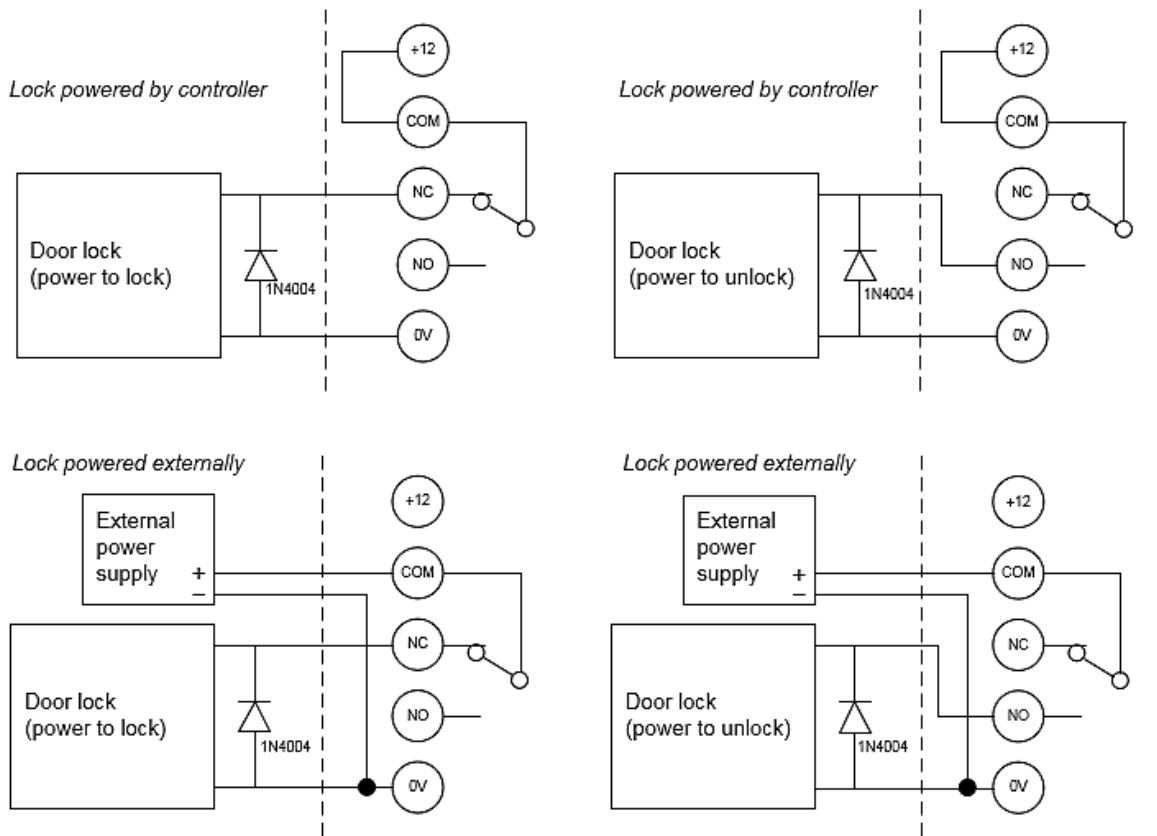 Lock powered by controller
+12
COM
NC
NO
0V
Door lock
(power to lock)
1N4004
Lock powered by controller
+12
COM
NC
NO
0V
Door lock
(power to unlock)
1N4004
Lock powered externally
External
power
supply +
−
+12
COM
NC
NO
0V
Door lock
(power to lock)
1N4004
Lock powered externally
External
power
supply +
−
+12
COM
NC
NO
0V
Door lock
(power to unlock)
1N4004